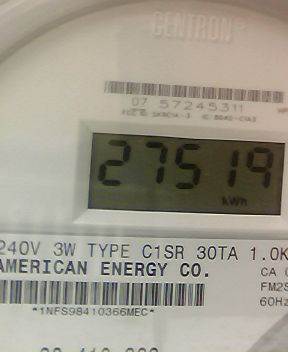 CENTRON
07 57245311
27519
kWh
240V 3W TYPE C1SR 30TA 1.0K
AMERICAN ENERGY CO.
CA
FM2S
60Hz
*1NFS98410366MEC*